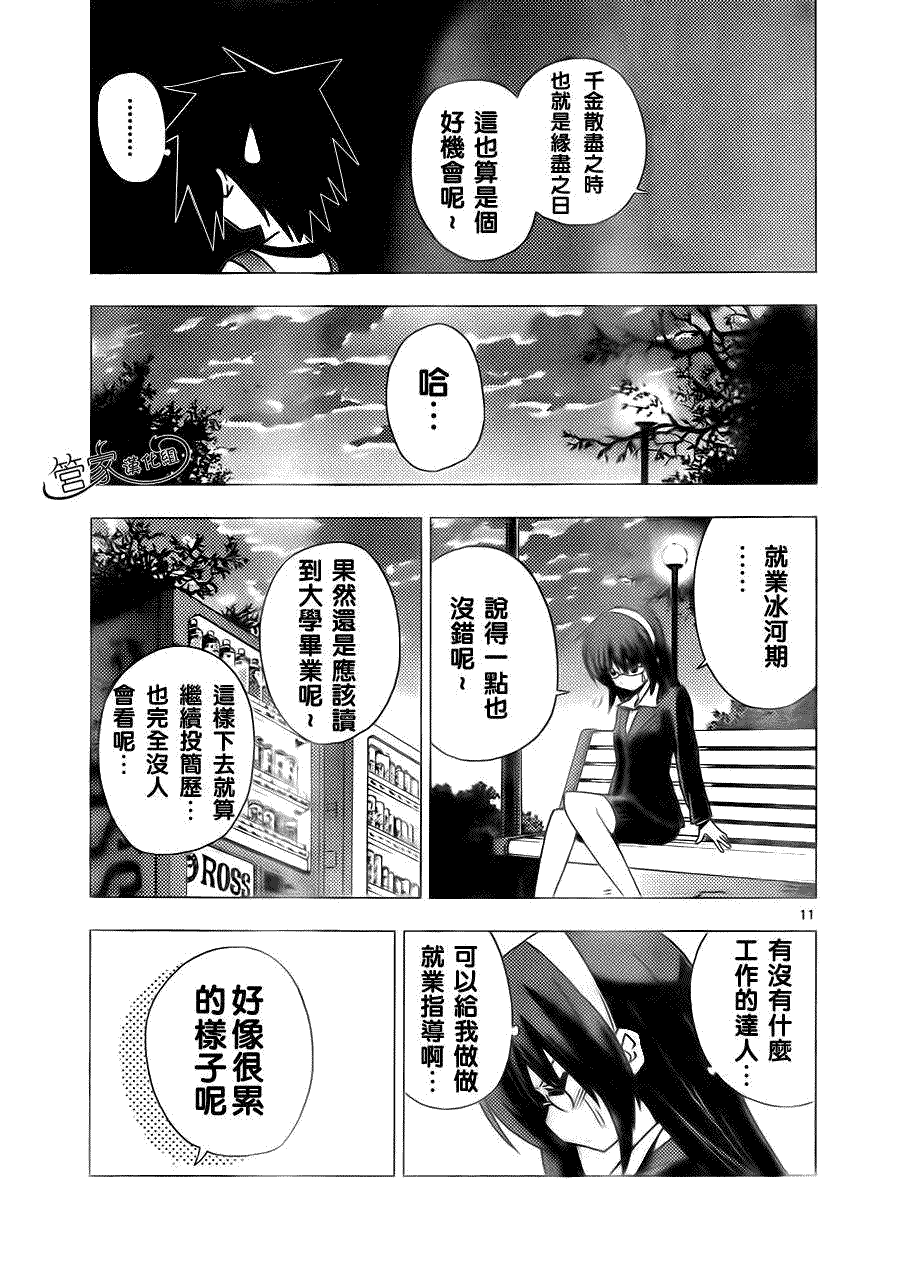 千金散盡之時
也就是緣盡之日
這也算是個
好機會呢~
………
哈…
管家漢化組
就業冰河期
……
說得一點也
沒錯呢~
果然還是應該讀
到大學畢業呢~
這樣下去就算
繼續投簡歷…
也完全沒人
會看呢…
ROSS
11
有沒有什麼
工作的達人…
可以給我做做
就業指導啊…
好像很累
的樣子呢